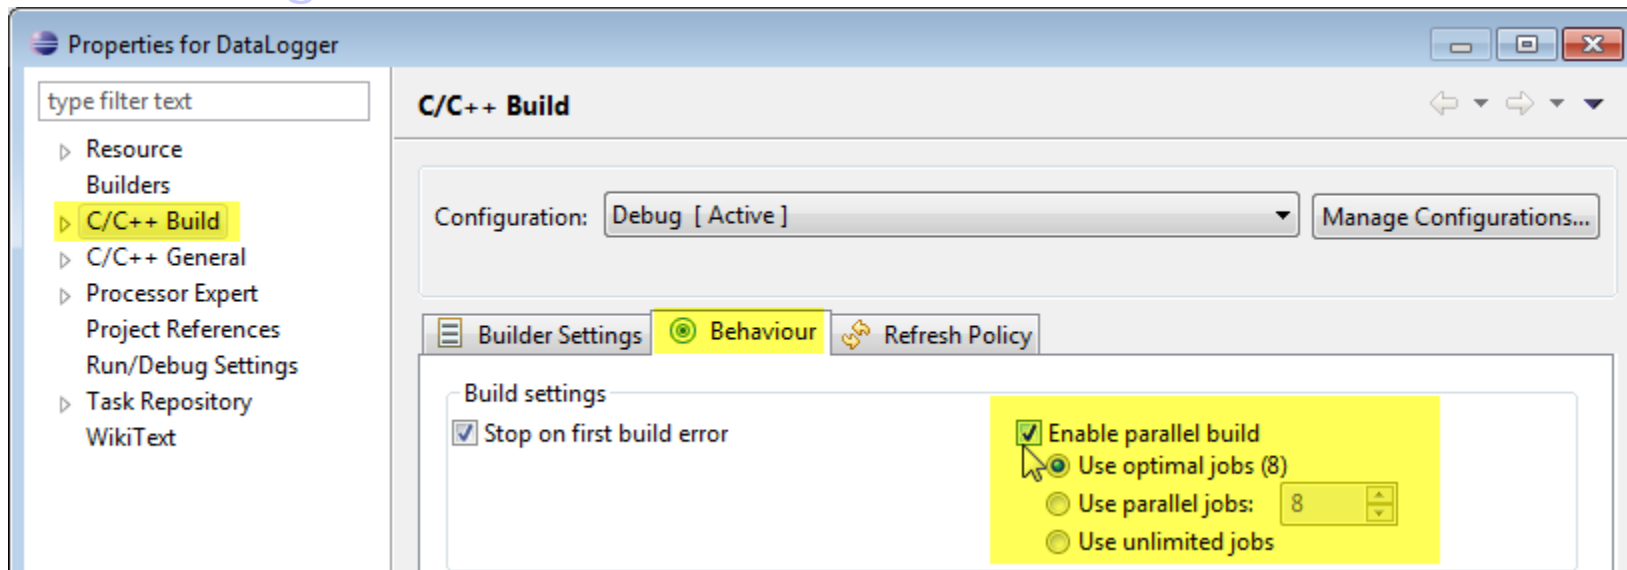 Properties for DataLogger
type filter text
C/C++ Build
Resource
Builders
C/C++ Build
C/C++ General
Processor Expert
Project References
Run/Debug Settings
Task Repository
WikiText
Configuration: Debug [ Active ] Manage Configurations...
Builder Settings Behaviour Refresh Policy
Build settings
Stop on first build error Enable parallel build
Use optimal jobs (8)
Use parallel jobs: 8
Use unlimited jobs